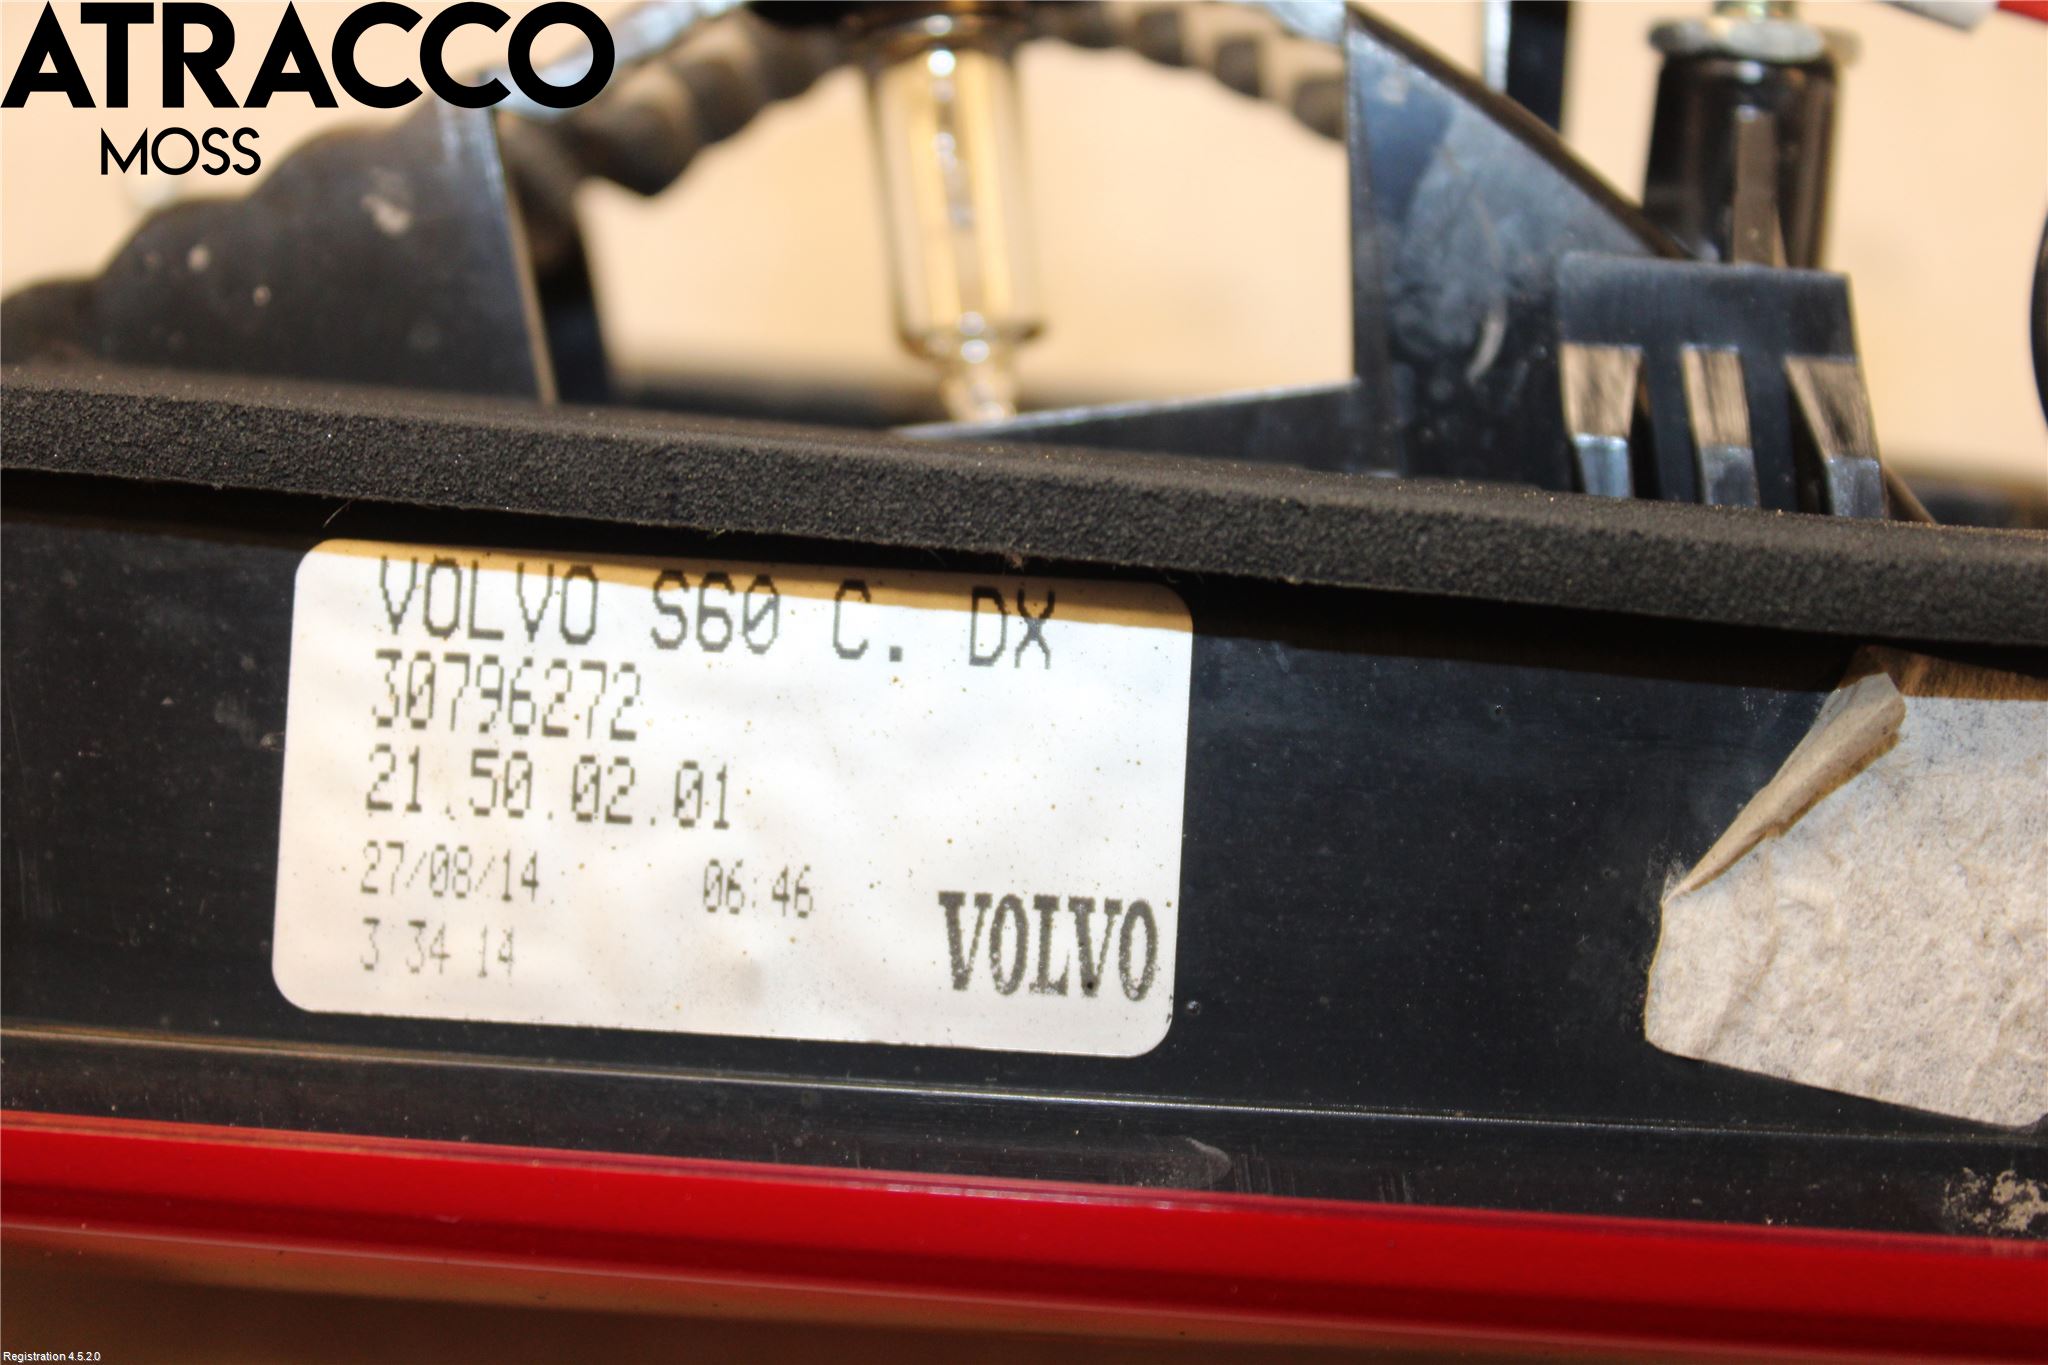 ATRACCO
MOSS
VOLVO S60 C. DX
30796272
21.50.02.01
27/08/14 06:46
3 34 14
VOLVO
Registration 4.5.2.0